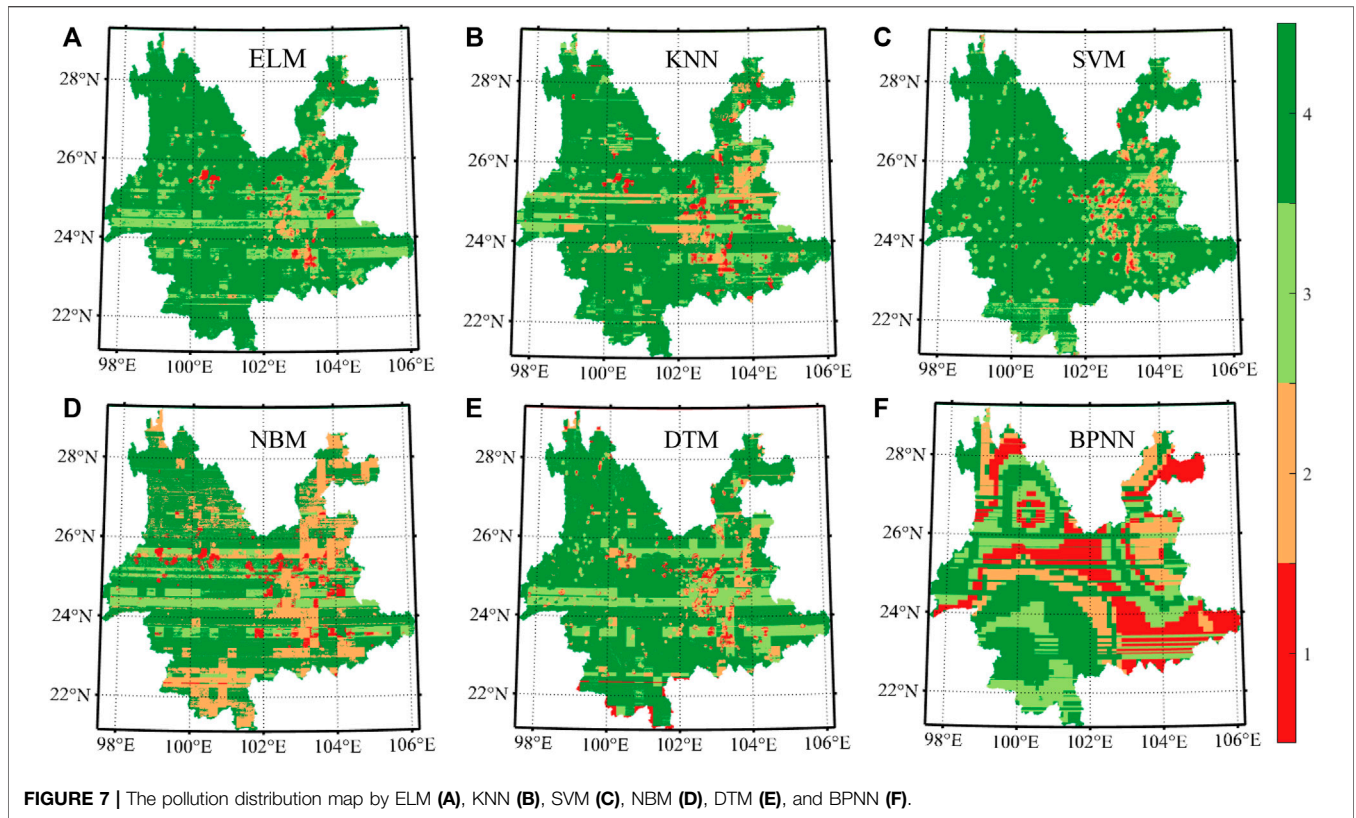 A
ELM
28°N
26°N
24°N
22°N
98°E 100°E 102°E 104°E 106°E
B
KNN
28°N
26°N
24°N
22°N
98°E 100°E 102°E 104°E 106°E
C
SVM
28°N
26°N
24°N
22°N
98°E 100°E 102°E 104°E 106°E
D
NBM
28°N
26°N
24°N
22°N
98°E 100°E 102°E 104°E 106°E
E
DTM
28°N
26°N
24°N
22°N
98°E 100°E 102°E 104°E 106°E
F
BPNN
28°N
26°N
24°N
22°N
98°E 100°E 102°E 104°E 106°E
4
3
2
1
FIGURE 7 | The pollution distribution map by ELM (A), KNN (B), SVM (C), NBM (D), DTM (E), and BPNN (F).